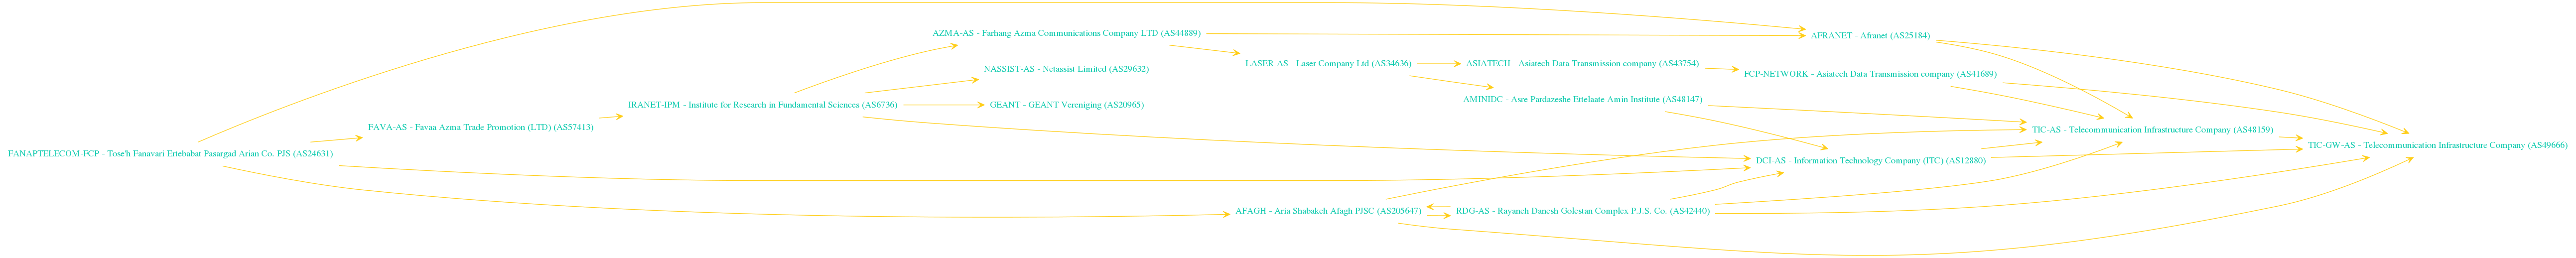 AZMA-AS - Farhang Azma Communications Company LTD (AS44889)
AFRANET - Afranet (AS25184)
NASSIST-AS - Netassist Limited (AS29632)
LASER-AS - Laser Company Ltd (AS34636)
ASIATECH - Asiatech Data Transmission company (AS43754)
FCP-NETWORK - Asiatech Data Transmission company (AS41689)
IRANET-IPM - Institute for Research in Fundamental Sciences (AS6736)
GEANT - GEANT Vereniging (AS20965)
AMINIDC - Asre Pardazeshe Ettelaate Amin Institute (AS48147)
FAVA-AS - Favaa Azma Trade Promotion (LTD) (AS57413)
TIC-AS - Telecommunication Infrastructure Company (AS48159)
FANAPTELECOM-FCP - Tose'h Fanavari Ertebabat Pasargad Arian Co. PJS (AS24631)
DCI-AS - Information Technology Company (ITC) (AS12880)
TIC-GW-AS - Telecommunication Infrastructure Company (AS49666)
AFAGH - Aria Shabakeh Afagh PJSC (AS205647)
RDG-AS - Rayaneh Danesh Golestan Complex P.J.S. Co. (AS42440)